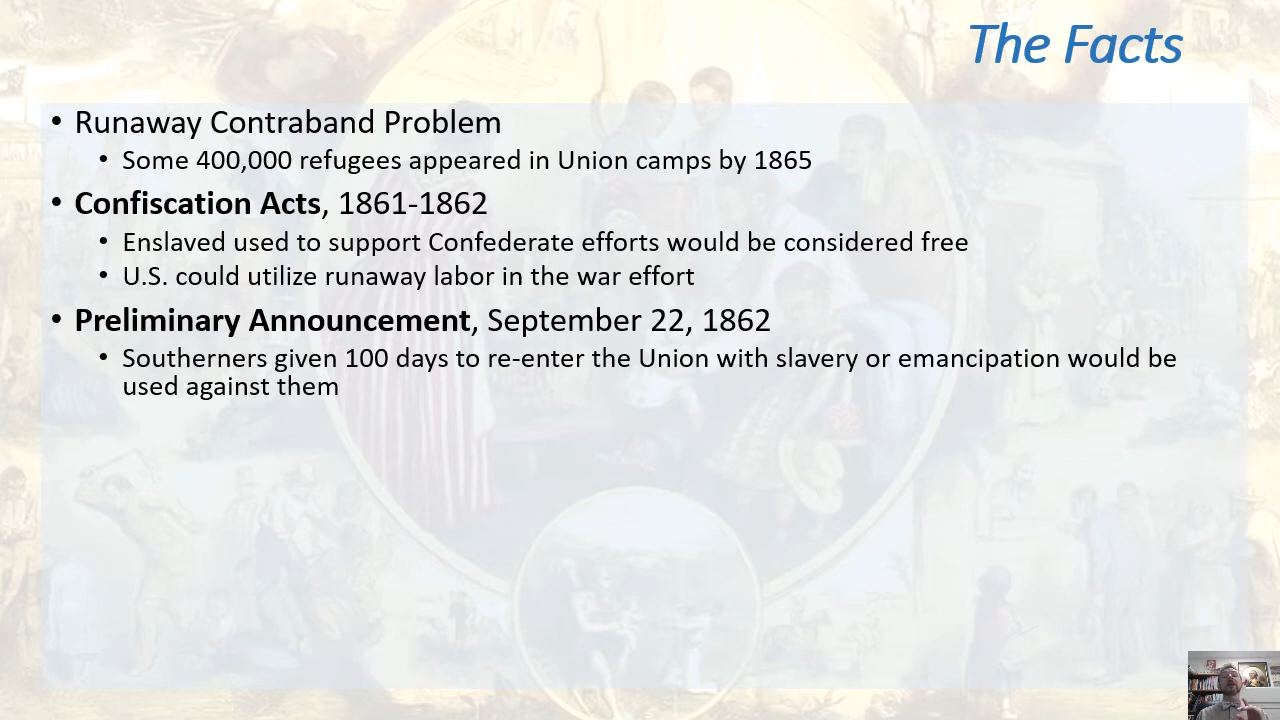 The Facts
• Runaway Contraband Problem
• Some 400,000 refugees appeared in Union camps by 1865
• Confiscation Acts, 1861-1862
• Enslaved used to support Confederate efforts would be considered free
• U.S. could utilize runaway labor in the war effort
• Preliminary Announcement, September 22, 1862
• Southerners given 100 days to re-enter the Union with slavery or emancipation would be
used against them